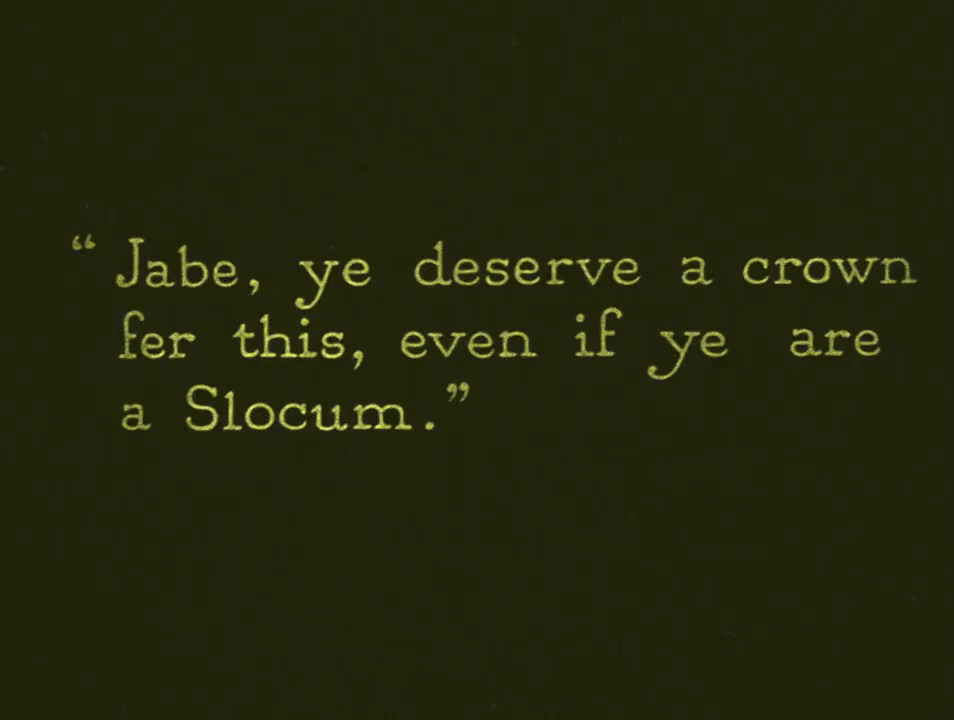 “Jabe, ye deserve a crown
fer this, even if ye are
a Slocum.”